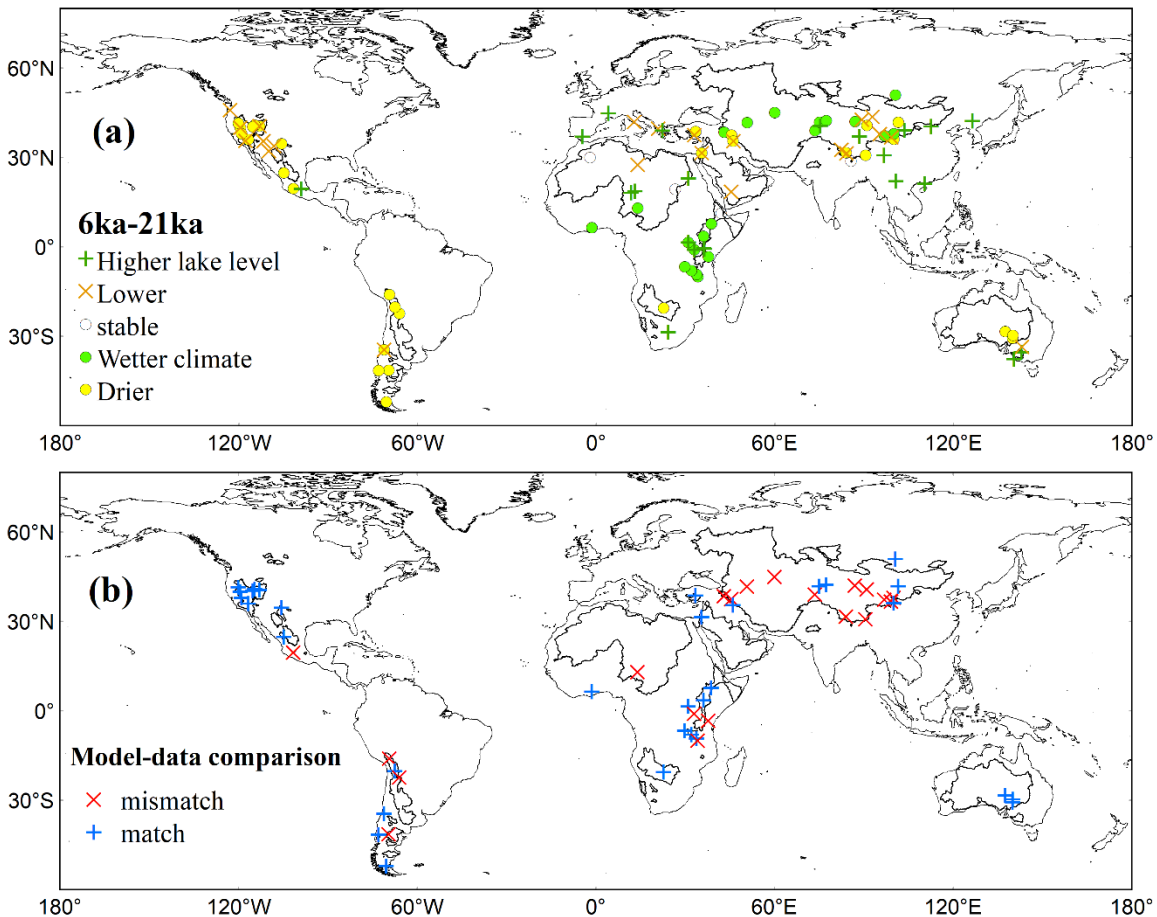 60°N
30°N
0°
30°S
(a)
6ka-21ka
Higher lake level
Lower
stable
Wetter climate
Drier
180° 120°W 60°W 0° 60°E 120°E 180°
60°N
30°N
0°
30°S
(b)
Model-data comparison
mismatch
match
180° 120°W 60°W 0° 60°E 120°E 180°